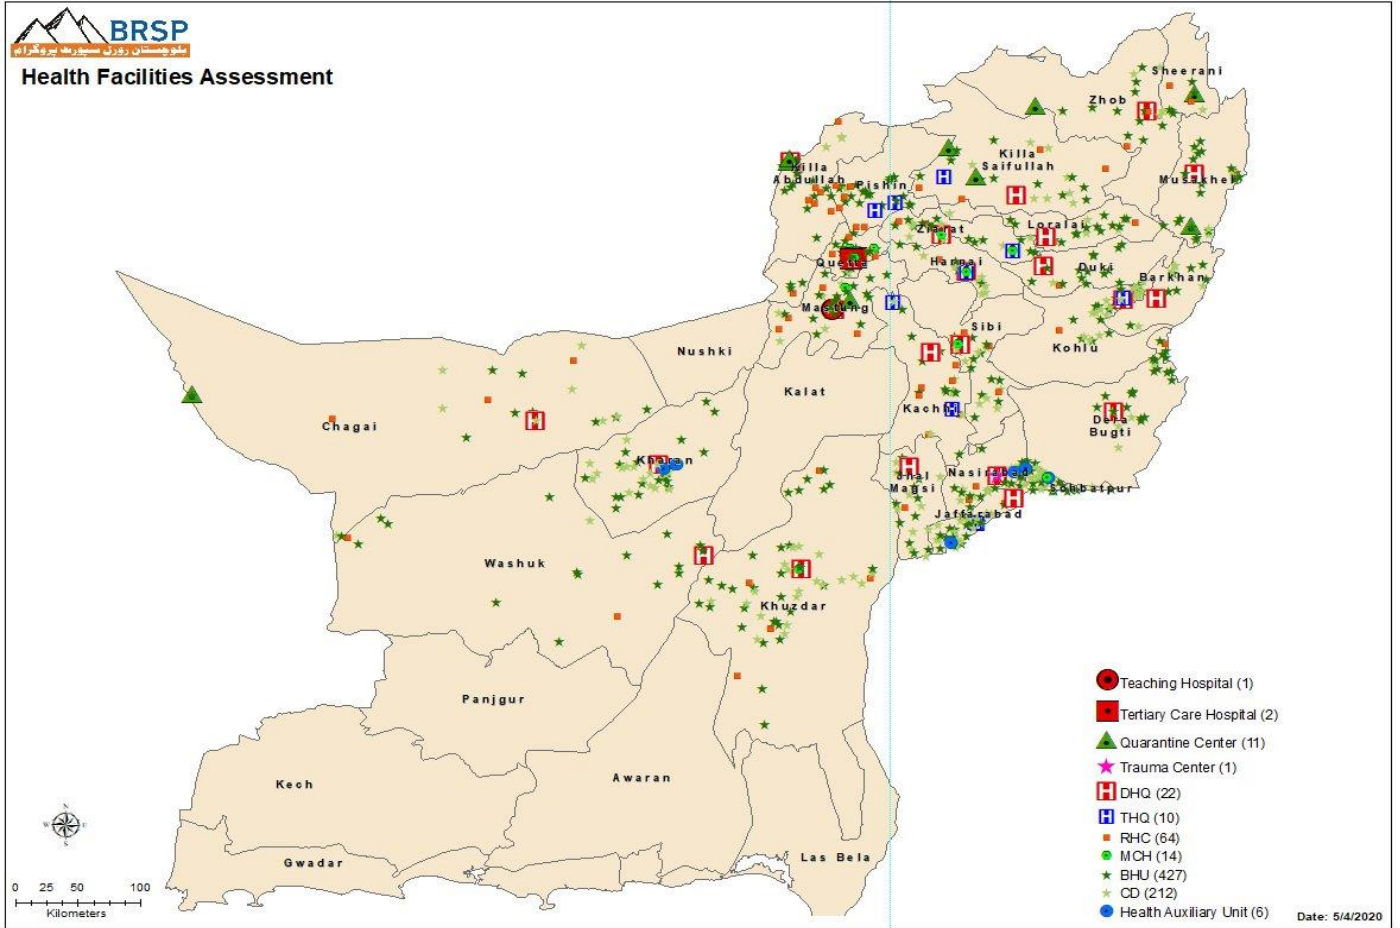 BRSP
بلوچستان رورل سپورٹ پروگرام
Health Facilities Assessment
Sheerani
Zhob
Killa
Saifullah
Killa
Abdullah
Pishin
Musakhel
Ziarat
Loralai
Quetta
Harnai
Duki
Barkhan
Mastung
Sibi
Kohlu
Nushki
Kalat
Kachhi
Chagai
Dera
Bugti
Kharan
Jhal
Magsi
Nasirabad
Sohbatpur
Jaffarabad
Washuk
Khuzdar
Panjgur
Kech
Awaran
Gwadar
Las Bela
N
W
E
S
0 25 50 100
Kilometers
Teaching Hospital (1)
Tertiary Care Hospital (2)
Quarantine Center (11)
Trauma Center (1)
H DHQ (22)
H THQ (10)
RHC (64)
MCH (14)
BHU (427)
CD (212)
Health Auxiliary Unit (6)
Date: 5/4/2020